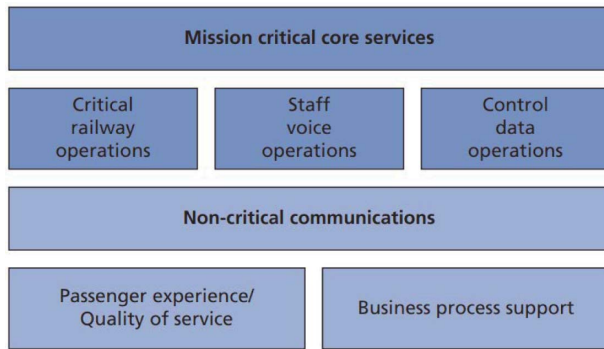 Mission critical core services
Critical
railway
operations
Staff
voice
operations
Control
data
operations
Non-critical communications
Passenger experience/
Quality of service
Business process support